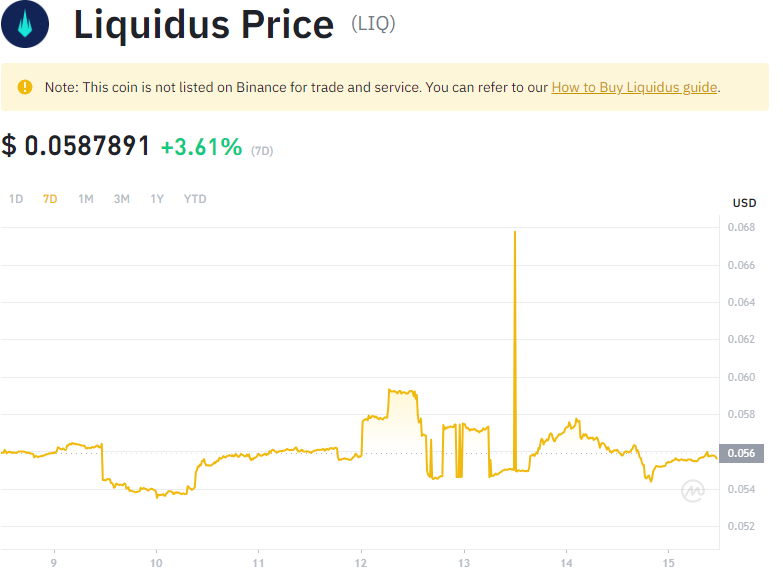 Liquidus Price (LIQ)
Note: This coin is not listed on Binance for trade and service. You can refer to our How to Buy Liquidus guide.
$ 0.0587891 +3.61% (7D)
1D 7D 1M 3M 1Y YTD
USD
0.068
0.066
0.064
0.062
0.060
0.058
0.056
0.054
0.052
9 10 11 12 13 14 15